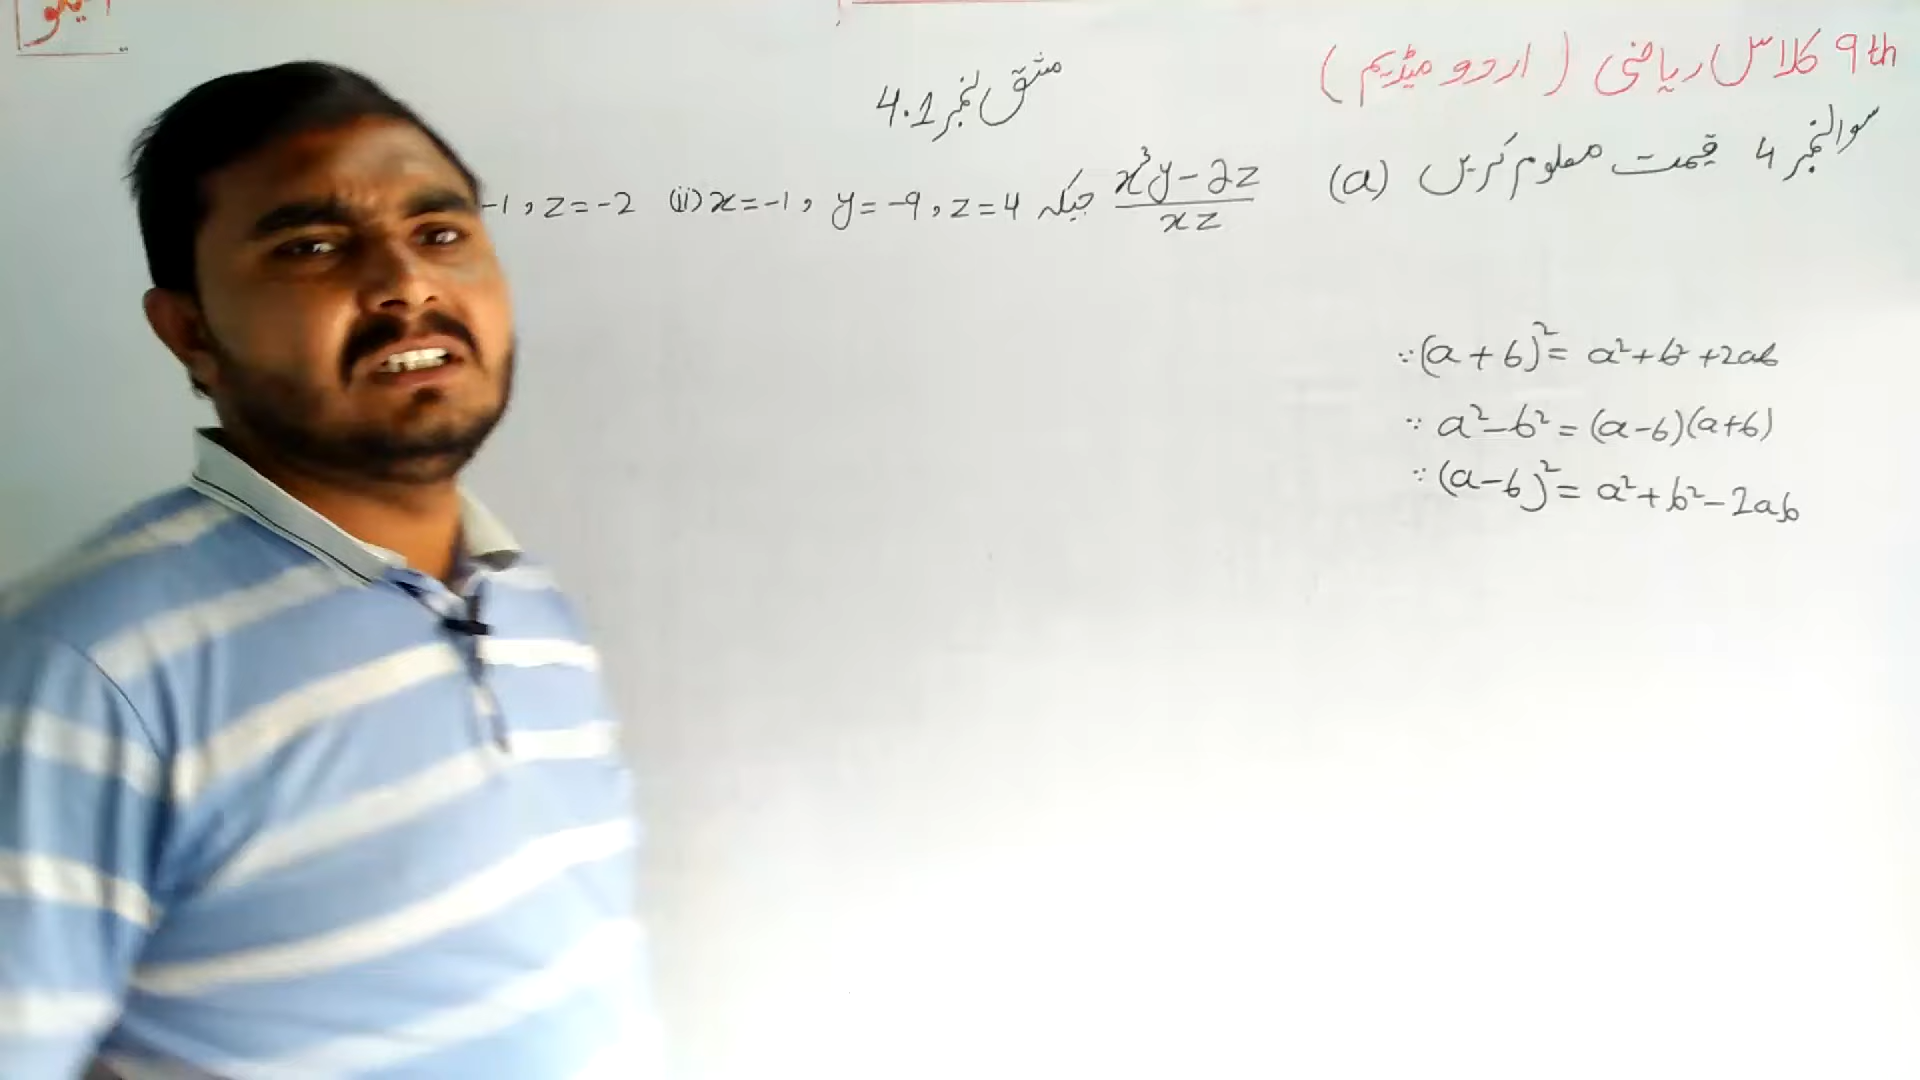 9th کلاس ریاضی (اردو میڈیم)
مشق نمبر 4.1
سوال نمبر 4 قیمت معلوم کریں (a) x³y-2z / xz جبکہ
-1, z=-2 (ii) x=-1, y=-9, z=4
∵ (a+b)² = a²+b²+2ab
∵ a²-b² = (a-b)(a+b)
∵ (a-b)² = a²+b²-2ab